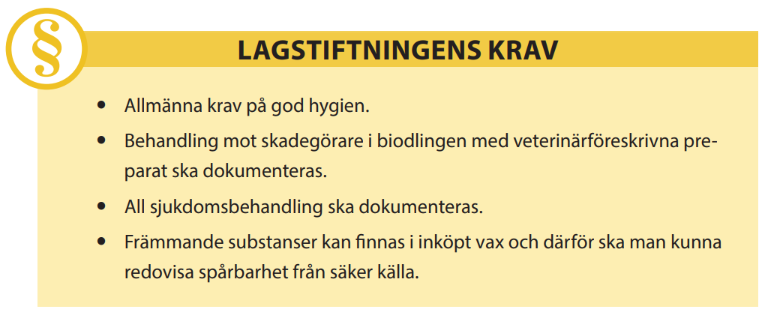 §
LAGSTIFTNINGENS KRAV
• Allmänna krav på god hygien.
• Behandling mot skadegörare i biodlingen med veterinärföreskrivna pre-
parat ska dokumenteras.
• All sjukdomsbehandling ska dokumenteras.
• Främmande substanser kan finnas i inköpt vax och därför ska man kunna
redovisa spårbarhet från säker källa.